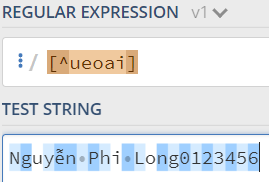 REGULAR EXPRESSION v1
/ [^ueoai]
TEST STRING
Nguyễn·Phi·Long0123456